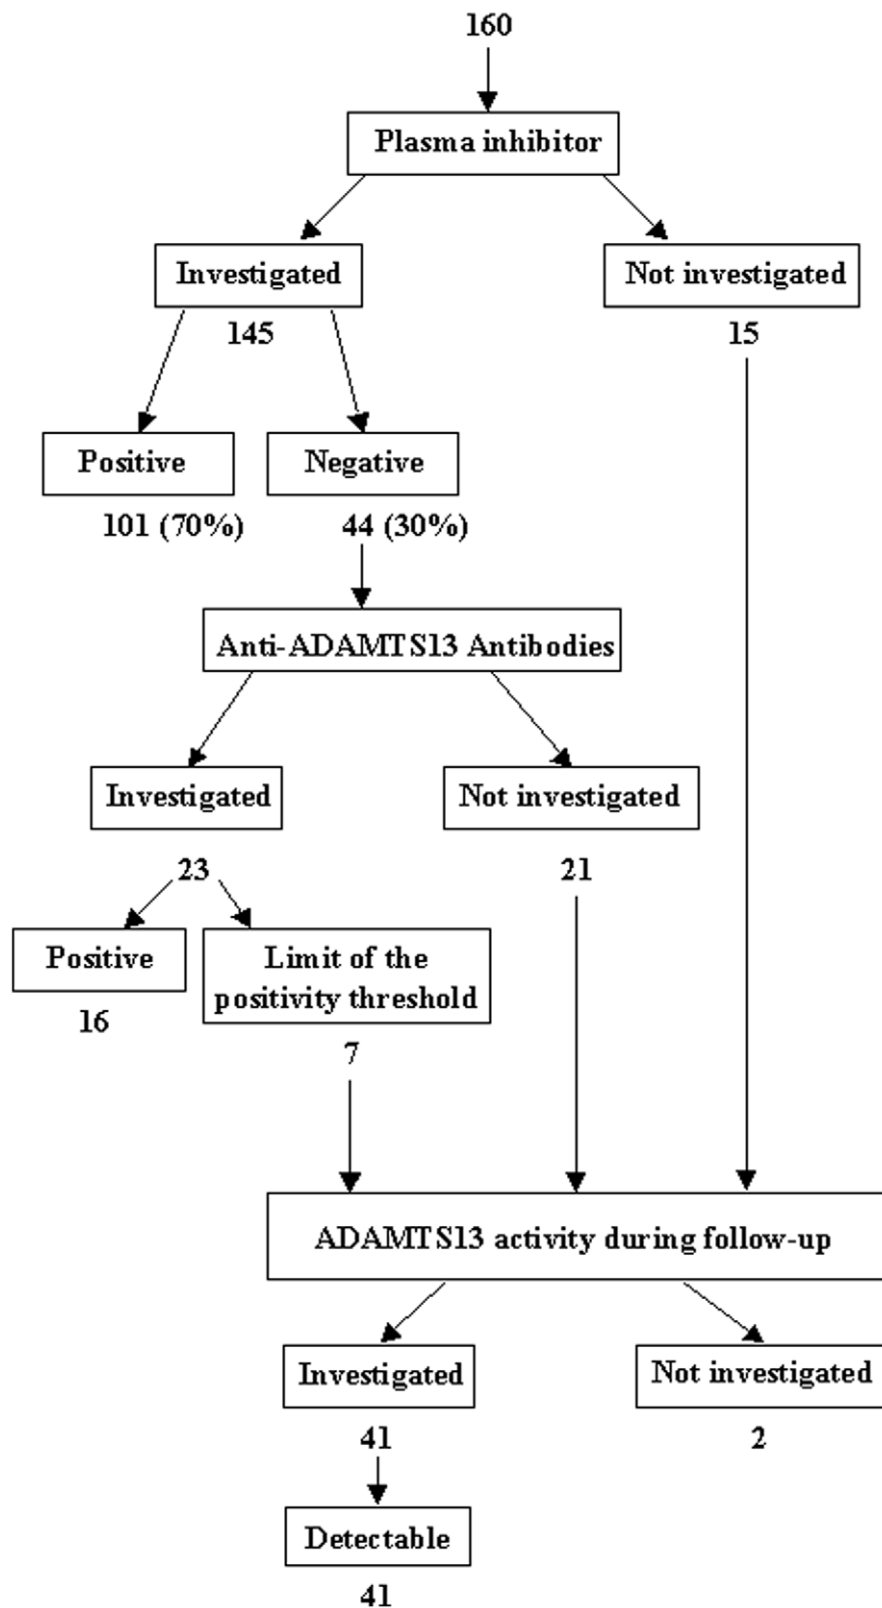 160
Plasma inhibitor
Investigated
Not investigated
145
15
Positive
Negative
101 (70%)
44 (30%)
Anti-ADAMTS13 Antibodies
Investigated
Not investigated
23
21
Positive
Limit of the
positivity threshold
16
7
ADAMTS13 activity during follow-up
Investigated
Not investigated
41
2
Detectable
41